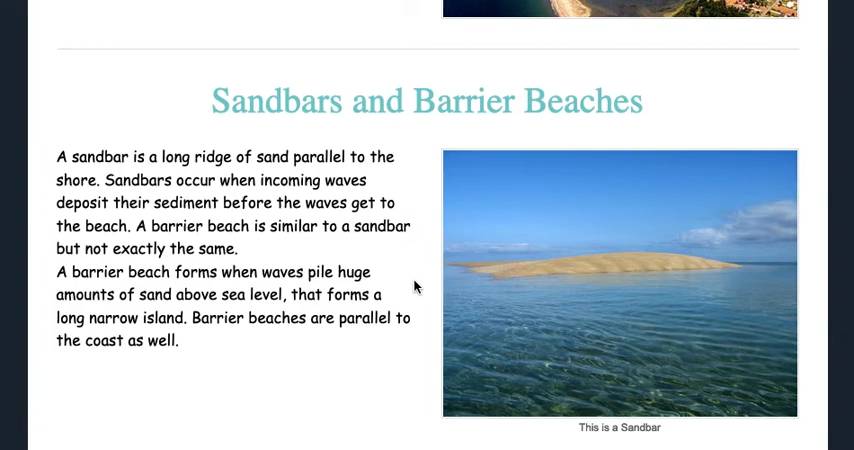 Sandbars and Barrier Beaches
A sandbar is a long ridge of sand parallel to the
shore. Sandbars occur when incoming waves
deposit their sediment before the waves get to
the beach. A barrier beach is similar to a sandbar
but not exactly the same.
A barrier beach forms when waves pile huge
amounts of sand above sea level, that forms a
long narrow island. Barrier beaches are parallel to
the coast as well.
This is a Sandbar